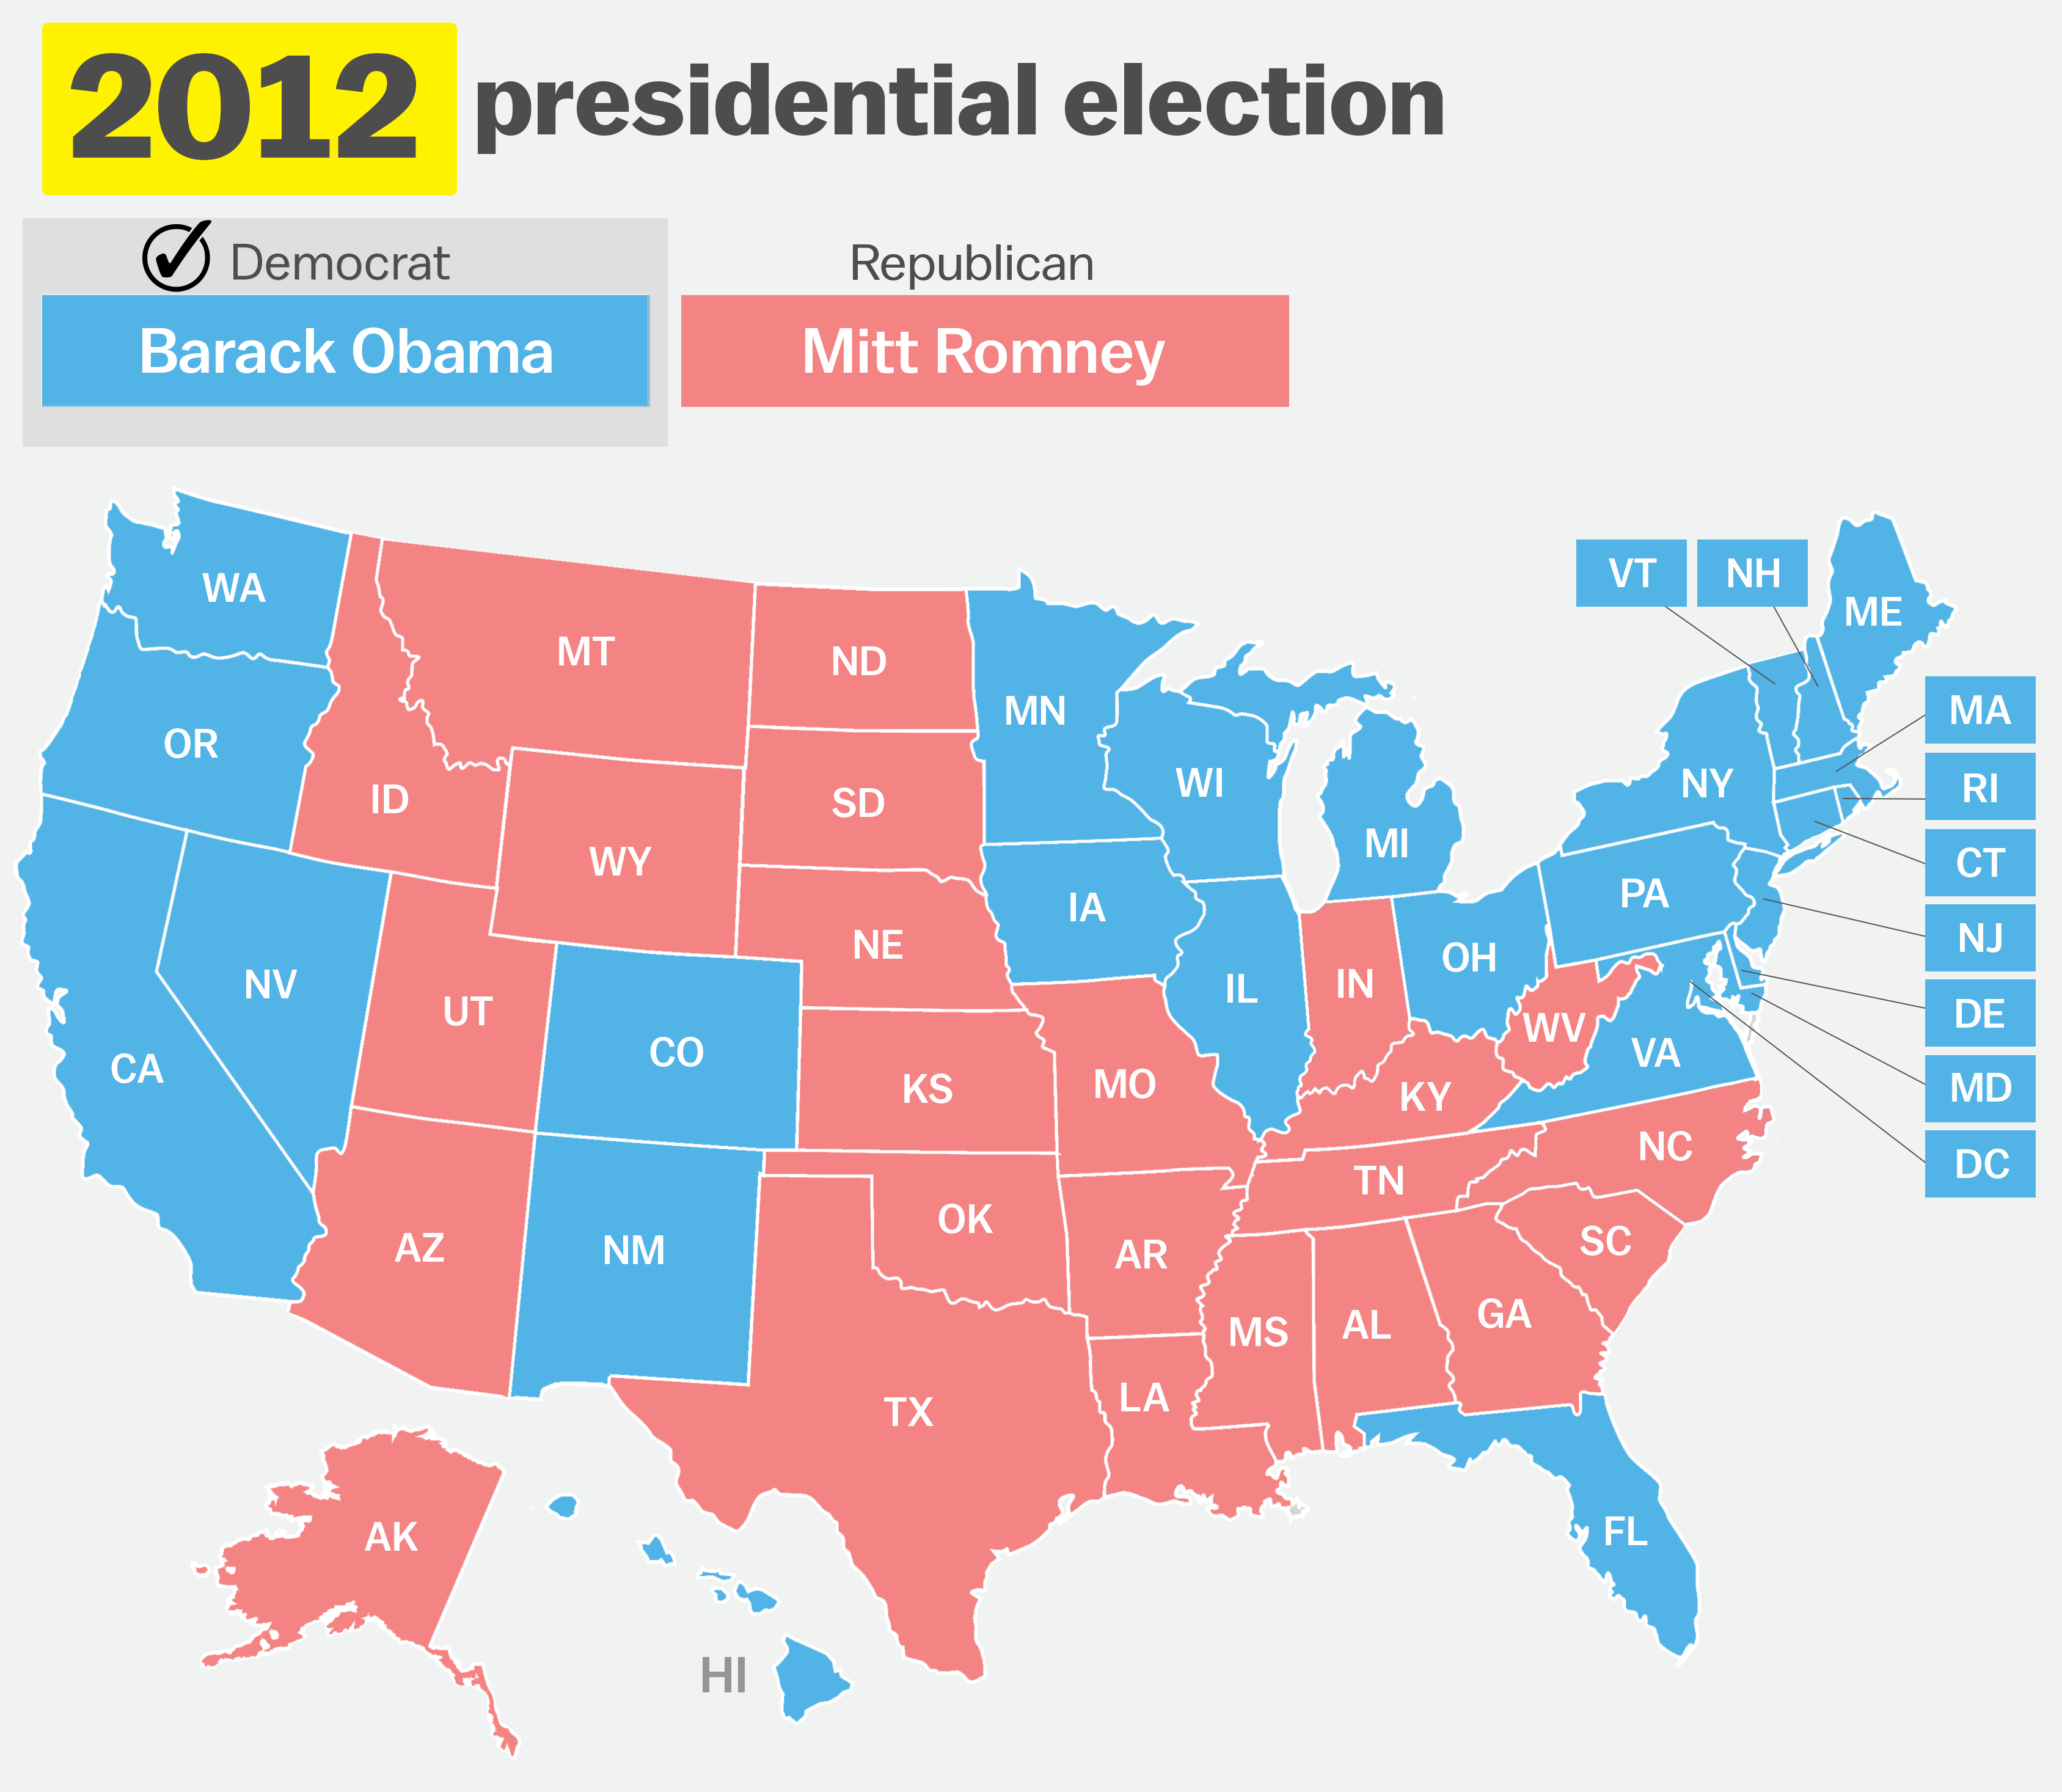 2012 presidential election
Democrat
Republican
Barack Obama
Mitt Romney
VT
NH
ME
WA
MT
ND
MN
MA
OR
ID
SD
WI
MI
NY
RI
WY
CT
PA
IA
NE
NJ
NV
UT
IL
IN
OH
CO
WV
DE
CA
KS
MO
KY
VA
MD
NC
TN
DC
AZ
NM
OK
AR
SC
MS
AL
GA
TX
LA
AK
FL
HI